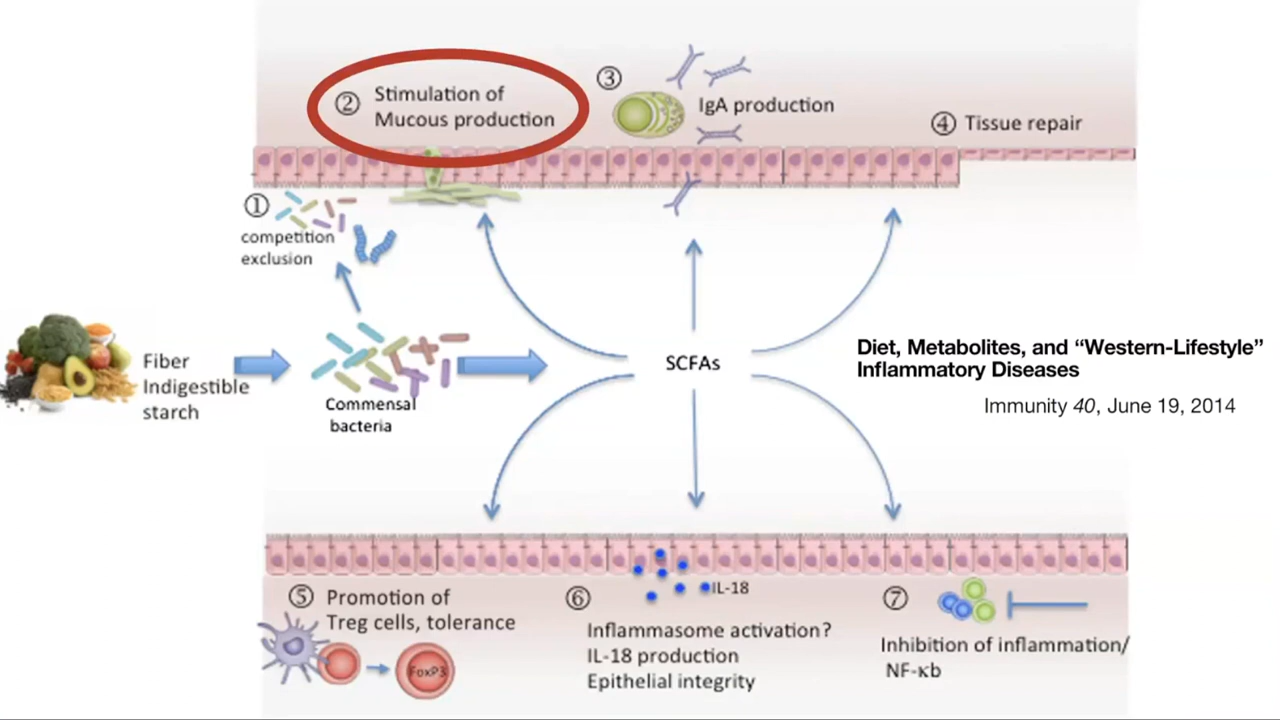 ② Stimulation of
Mucous production
③
IgA production
④ Tissue repair
①
competition
exclusion
Fiber
Indigestible
starch
Commensal
bacteria
SCFAs
Diet, Metabolites, and “Western-Lifestyle”
Inflammatory Diseases
Immunity 40, June 19, 2014
⑤ Promotion of
Treg cells, tolerance
FoxP3
⑥
IL-18
Inflammasome activation?
IL-18 production
Epithelial integrity
⑦
Inhibition of inflammation/
NF-κb